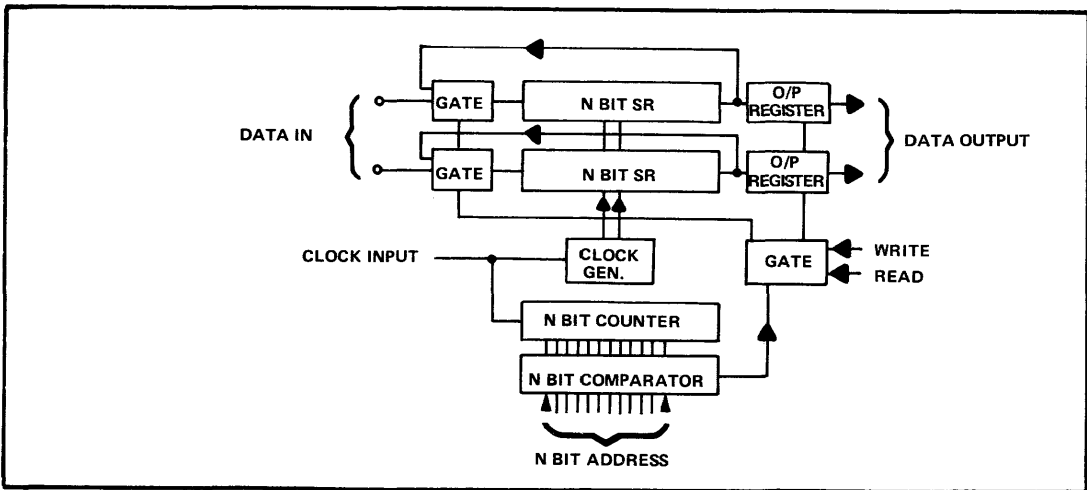 GATE
N BIT SR
O/P
REGISTER
DATA IN
DATA OUTPUT
GATE
N BIT SR
O/P
REGISTER
CLOCK INPUT
CLOCK
GEN.
GATE
WRITE
READ
N BIT COUNTER
N BIT COMPARATOR
N BIT ADDRESS